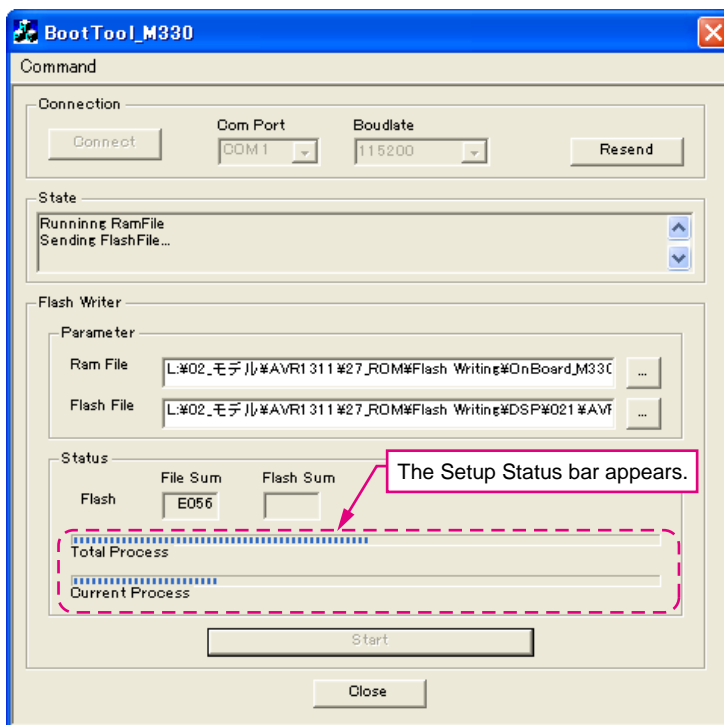 BootTool_M330
Command
Connection
Com Port
Boudlate
Connect
COM1
115200
Resend
State
Runninng RamFile
Sending FlashFile...
Flash Writer
Parameter
Ram File
L:¥02_モデル¥AVR1311¥27_ROM¥Flash Writing¥OnBoard_M330
...
Flash File
L:¥02_モデル¥AVR1311¥27_ROM¥Flash Writing¥DSP¥021¥AVR
...
Status
The Setup Status bar appears.
File Sum
Flash Sum
Flash
E056
Total Process
Current Process
Start
Close